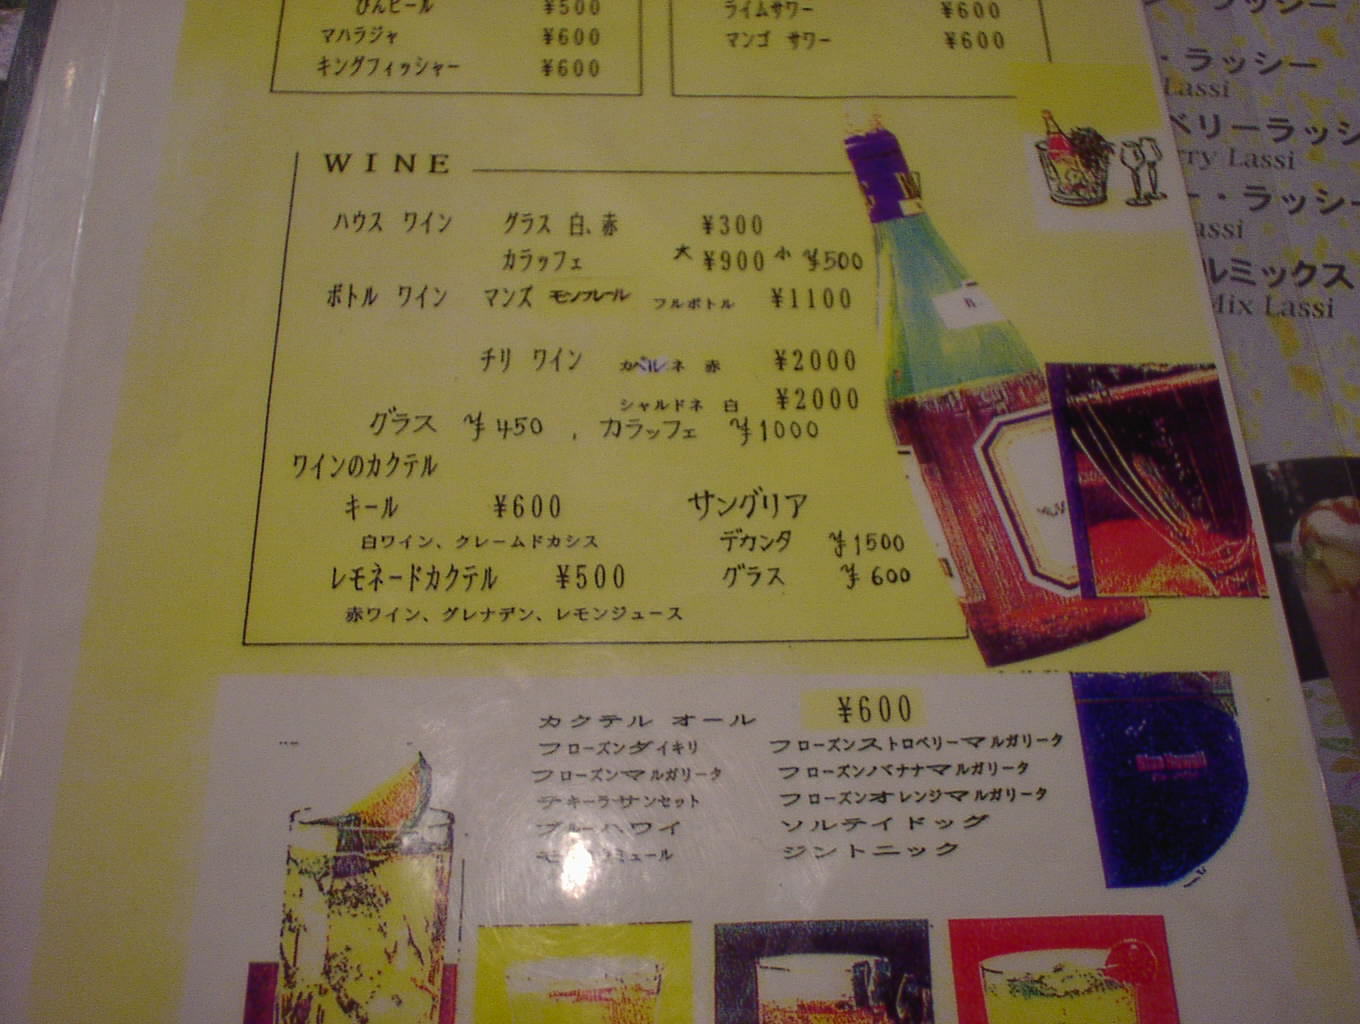 びんビール ¥500
マハラジャ ¥600
キングフィッシャー ¥600
ライムサワー ¥600
マンゴ サワー ¥600
WINE
ハウス ワイン グラス 白、赤 ¥300
カラッフェ 大 ¥900 小 ¥500
ボトル ワイン マンズ モンフレール フルボトル ¥1100
チリ ワイン カベルネ 赤 ¥2000
シャルドネ 白 ¥2000
グラス ¥450 , カラッフェ ¥1000
ワインのカクテル
キール ¥600
白ワイン、クレームドカシス
レモネードカクテル ¥500
赤ワイン、グレナデン、レモンジュース
サングリア
デカンタ ¥1500
グラス ¥600
カクテル オール ¥600
フローズンダイキリ
フローズンマルガリータ
テキーラサンセット
ブルーハワイ
フローズンストロベリーマルガリータ
フローズンバナナマルガリータ
フローズンオレンジマルガリータ
ソルテイドッグ
ジントニック
・ラッシー
Lassi
ベリーラッシ
rry Lassi
ー・ラッシー
assi
ルミックス
Mix Lassi